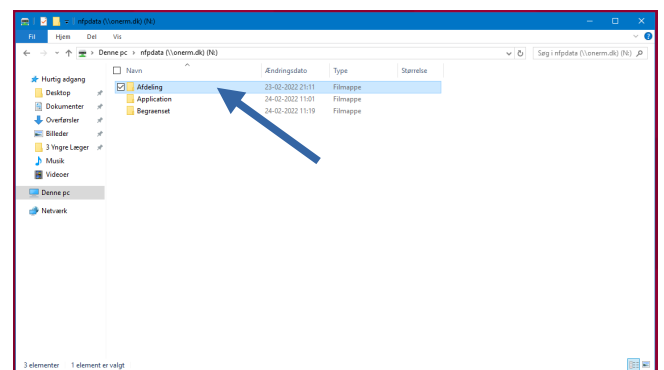 nfpdata (\\onerm.dk) (N:)
Fil Hjem Del Vis
Denne pc > nfpdata (\\onerm.dk) (N:)
Søg i nfpdata (\\onerm.dk) (N:)
Navn Ændringsdato Type Størrelse
Hurtig adgang
Desktop
Dokumenter
Overførsler
Billeder
3 Yngre Læger
Musik
Videoer
Denne pc
Netværk
Afdeling 23-02-2022 21:11 Filmappe
Application 24-02-2022 11:01 Filmappe
Begraenset 24-02-2022 11:19 Filmappe
3 elementer 1 element er valgt